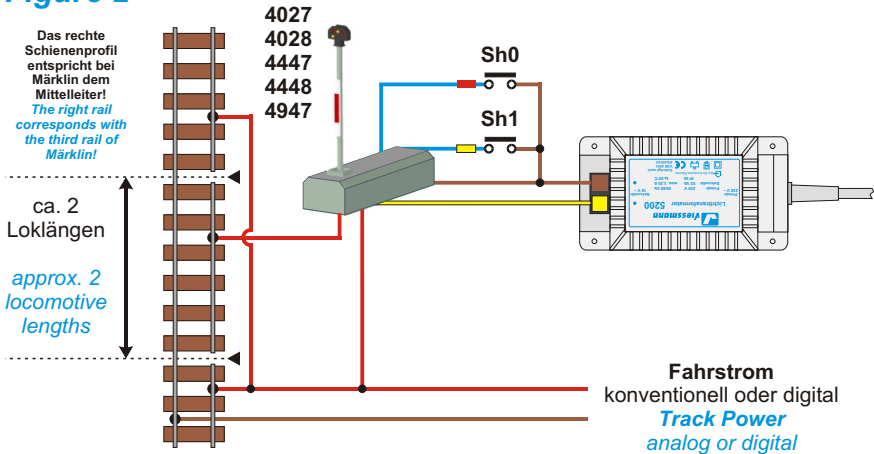 4027
4028
4447
4448
4947
Das rechte
Schienenprofil
entspricht bei
Märklin dem
Mittelleiter!
The right rail
corresponds with
the third rail of
Märklin!
Sh0
Sh1
ca. 2
Loklängen
approx. 2
locomotive
lengths
viessmann
Lichttransformator 5200
Fahrstrom
konventionell oder digital
Track Power
analog or digital